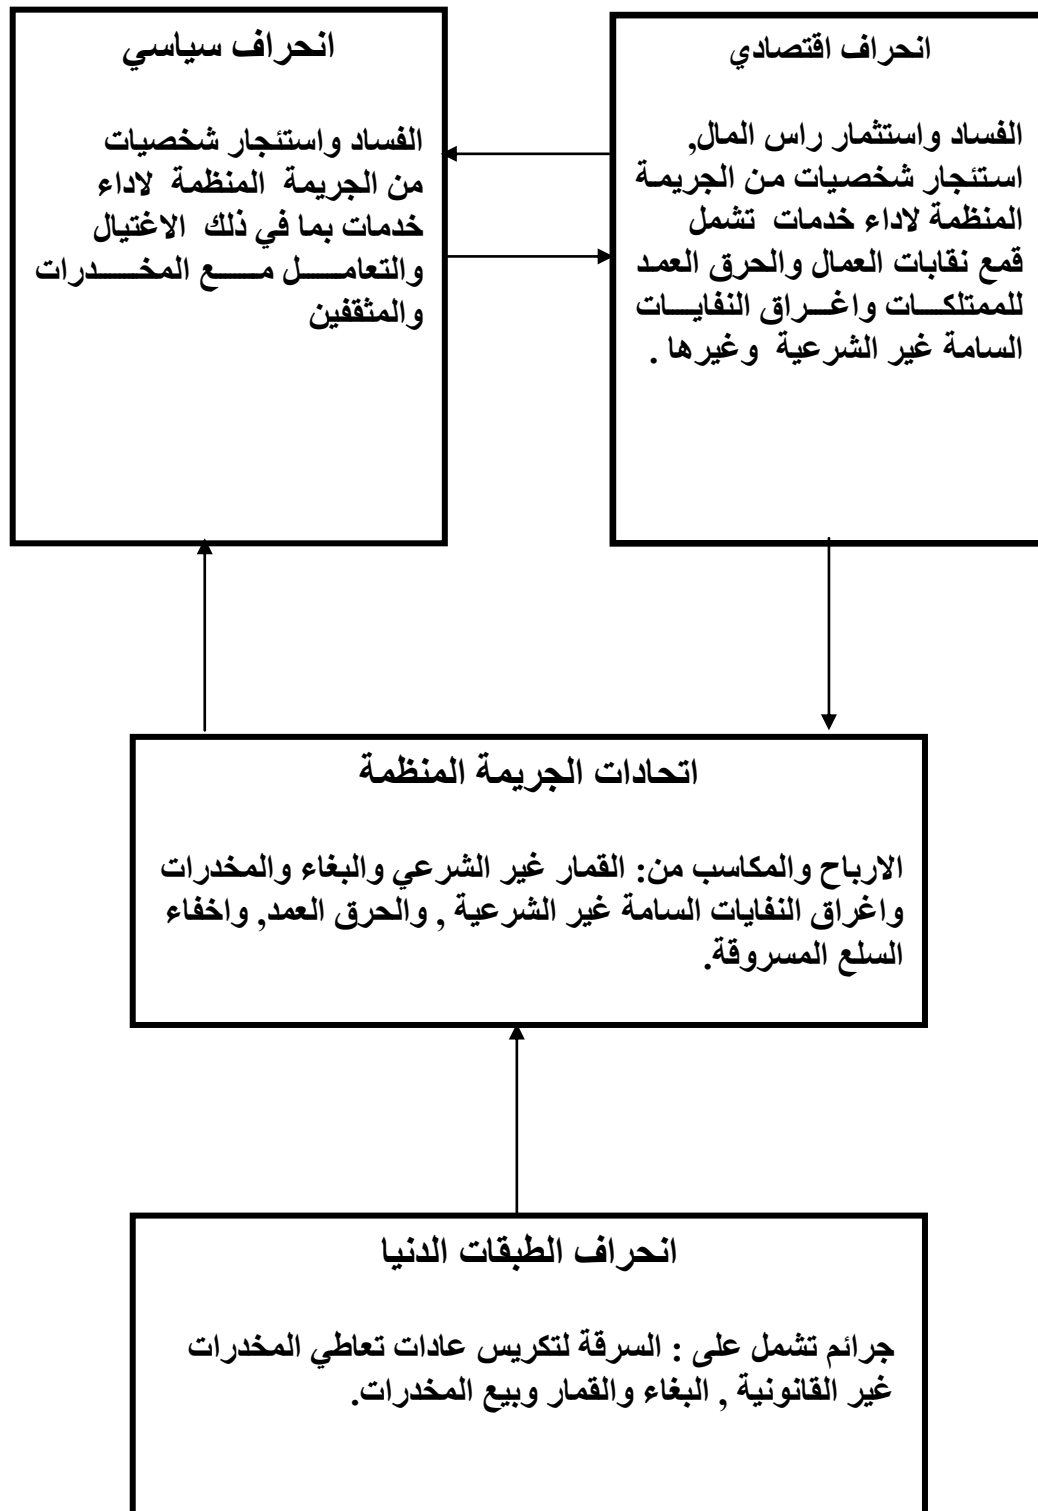 انحراف اقتصادي
الفساد واستثمار راس المال,
استئجار شخصيات من الجريمة
المنظمة لاداء خدمات تشمل
قمع نقابات العمال والحرق العمد
للممتلكات واغراق النفايات
السامة غير الشرعية وغيرها .
انحراف سياسي
الفساد واستئجار شخصيات
من الجريمة المنظمة لاداء
خدمات بما في ذلك الاغتيال
والتعامل مع المخدرات
والمثقفين
اتحادات الجريمة المنظمة
الارباح والمكاسب من: القمار غير الشرعي والبغاء والمخدرات
واغراق النفايات السامة غير الشرعية , والحرق العمد, واخفاء
السلع المسروقة.
انحراف الطبقات الدنيا
جرائم تشمل على : السرقة لتكريس عادات تعاطي المخدرات
غير القانونية , البغاء والقمار وبيع المخدرات.